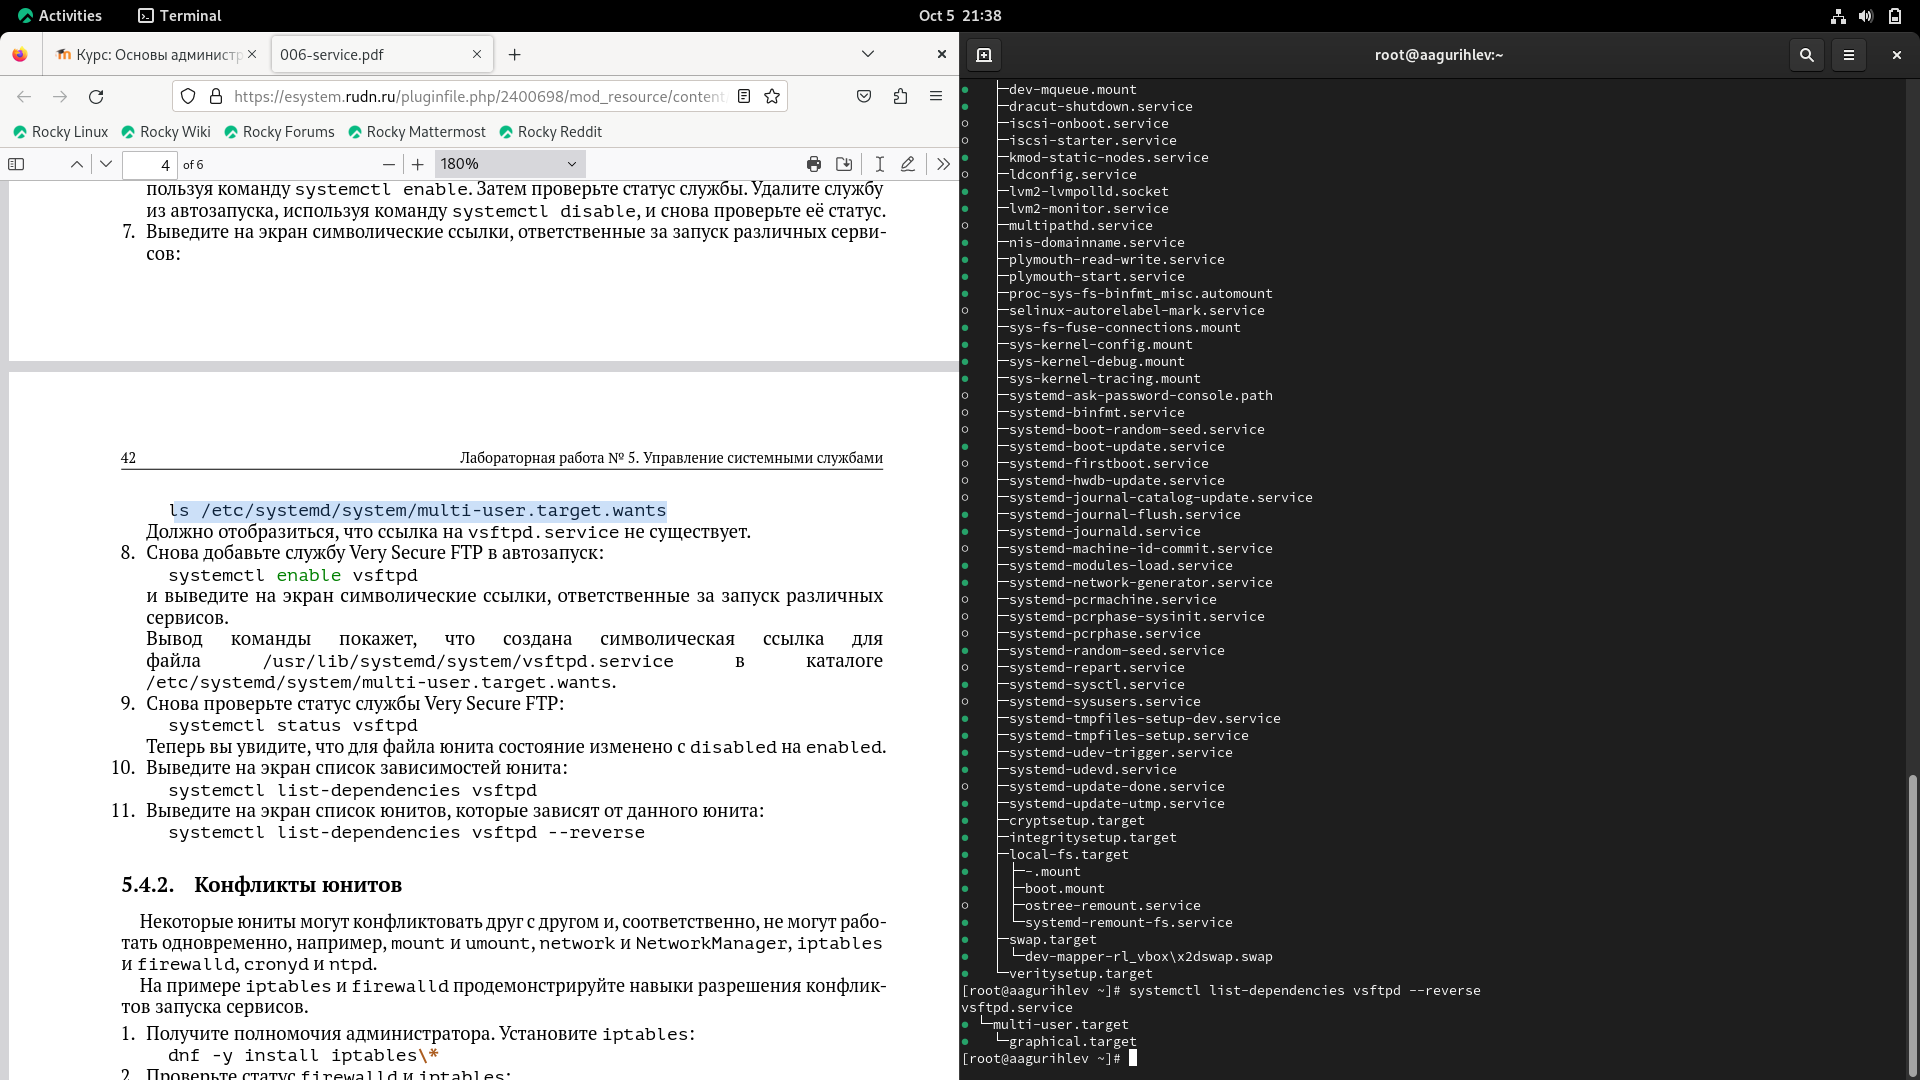 Activities
Terminal
Oct 5 21:38
Курс: Основы администр
006-service.pdf
https://esystem.rudn.ru/pluginfile.php/2400698/mod_resource/content
Rocky Linux
Rocky Wiki
Rocky Forums
Rocky Mattermost
Rocky Reddit
4 of 6
180%
пользуя команду systemctl enable. Затем проверьте статус службы. Удалите службу
из автозапуска, используя команду systemctl disable, и снова проверьте её статус.
7. Выведите на экран символические ссылки, ответственные за запуск различных серви-
сов:
42 Лабораторная работа № 5. Управление системными службами
ls /etc/systemd/system/multi-user.target.wants
Должно отобразиться, что ссылка на vsftpd.service не существует.
8. Снова добавьте службу Very Secure FTP в автозапуск:
systemctl enable vsftpd
и выведите на экран символические ссылки, ответственные за запуск различных
сервисов.
Вывод команды покажет, что создана символическая ссылка для
файла /usr/lib/systemd/system/vsftpd.service в каталоге
/etc/systemd/system/multi-user.target.wants.
9. Снова проверьте статус службы Very Secure FTP:
systemctl status vsftpd
Теперь вы увидите, что для файла юнита состояние изменено с disabled на enabled.
10. Выведите на экран список зависимостей юнита:
systemctl list-dependencies vsftpd
11. Выведите на экран список юнитов, которые зависят от данного юнита:
systemctl list-dependencies vsftpd --reverse
5.4.2. Конфликты юнитов
Некоторые юниты могут конфликтовать друг с другом и, соответственно, не могут рабо-
тать одновременно, например, mount и umount, network и NetworkManager, iptables
и firewalld, cronyd и ntpd.
На примере iptables и firewalld продемонстрируйте навыки разрешения конфлик-
тов запуска сервисов.
1. Получите полномочия администратора. Установите iptables:
dnf -y install iptables\*
2. Проверьте статус firewalld и iptables:
root@aagurihlev:~
dev-mqueue.mount
dracut-shutdown.service
iscsi-onboot.service
iscsi-starter.service
kmod-static-nodes.service
ldconfig.service
lvm2-lvmpolld.socket
lvm2-monitor.service
multipathd.service
nis-domainname.service
plymouth-read-write.service
plymouth-start.service
proc-sys-fs-binfmt_misc.automount
selinux-autorelabel-mark.service
sys-fs-fuse-connections.mount
sys-kernel-config.mount
sys-kernel-debug.mount
sys-kernel-tracing.mount
systemd-ask-password-console.path
systemd-binfmt.service
systemd-boot-random-seed.service
systemd-boot-update.service
systemd-firstboot.service
systemd-hwdb-update.service
systemd-journal-catalog-update.service
systemd-journal-flush.service
systemd-journald.service
systemd-machine-id-commit.service
systemd-modules-load.service
systemd-network-generator.service
systemd-pcrmachine.service
systemd-pcrphase-sysinit.service
systemd-pcrphase.service
systemd-random-seed.service
systemd-repart.service
systemd-sysctl.service
systemd-sysusers.service
systemd-tmpfiles-setup-dev.service
systemd-tmpfiles-setup.service
systemd-udev-trigger.service
systemd-udevd.service
systemd-update-done.service
systemd-update-utmp.service
cryptsetup.target
integritysetup.target
local-fs.target
-.mount
boot.mount
ostree-remount.service
systemd-remount-fs.service
swap.target
dev-mapper-rl_vbox\x2dswap.swap
veritysetup.target
[root@aagurihlev ~]# systemctl list-dependencies vsftpd --reverse
vsftpd.service
multi-user.target
graphical.target
[root@aagurihlev ~]#